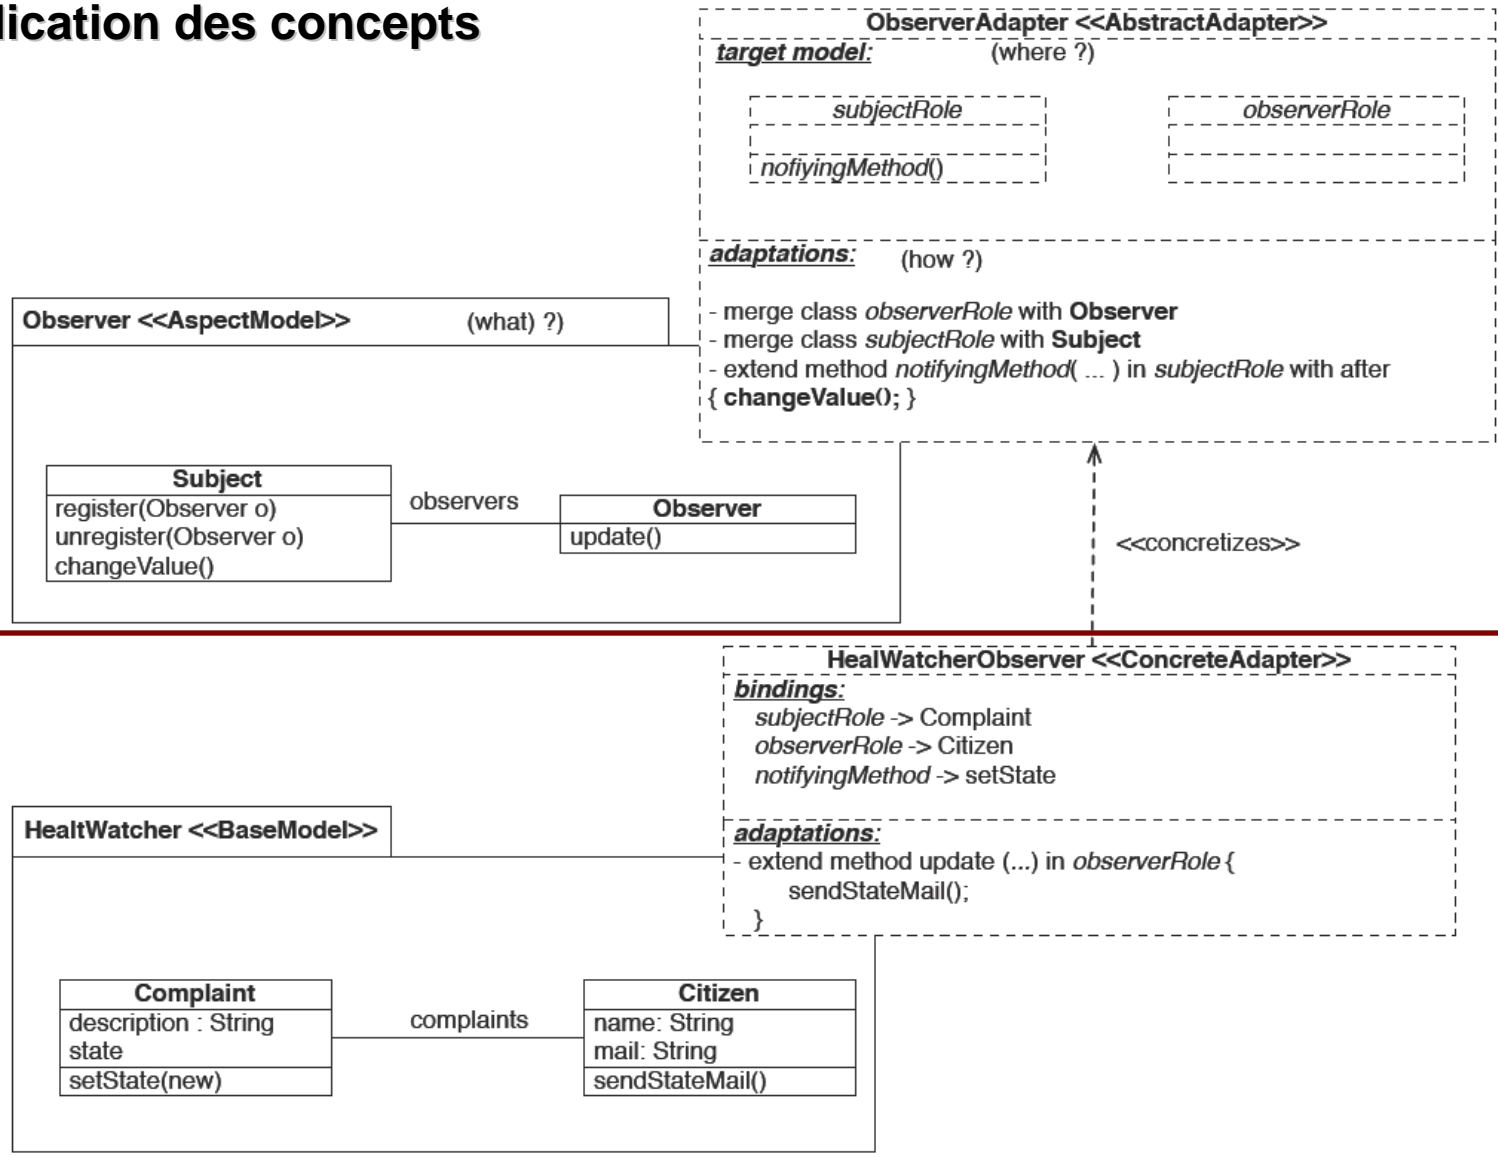 lication des concepts
ObserverAdapter <<AbstractAdapter>>
target model: (where ?)
subjectRole
nofiyingMethod()
observerRole
adaptations: (how ?)
- merge class observerRole with Observer
- merge class subjectRole with Subject
- extend method notifyingMethod( ... ) in subjectRole with after
{ changeValue(); }
Observer <<AspectModel>> (what) ?)
Subject
register(Observer o)
unregister(Observer o)
changeValue()
observers
Observer
update()
<<concretizes>>
HealWatcherObserver <<ConcreteAdapter>>
bindings:
subjectRole -> Complaint
observerRole -> Citizen
notifyingMethod -> setState
adaptations:
- extend method update (...) in observerRole {
sendStateMail();
}
HealtWatcher <<BaseModel>>
Complaint
description : String
state
setState(new)
complaints
Citizen
name: String
mail: String
sendStateMail()